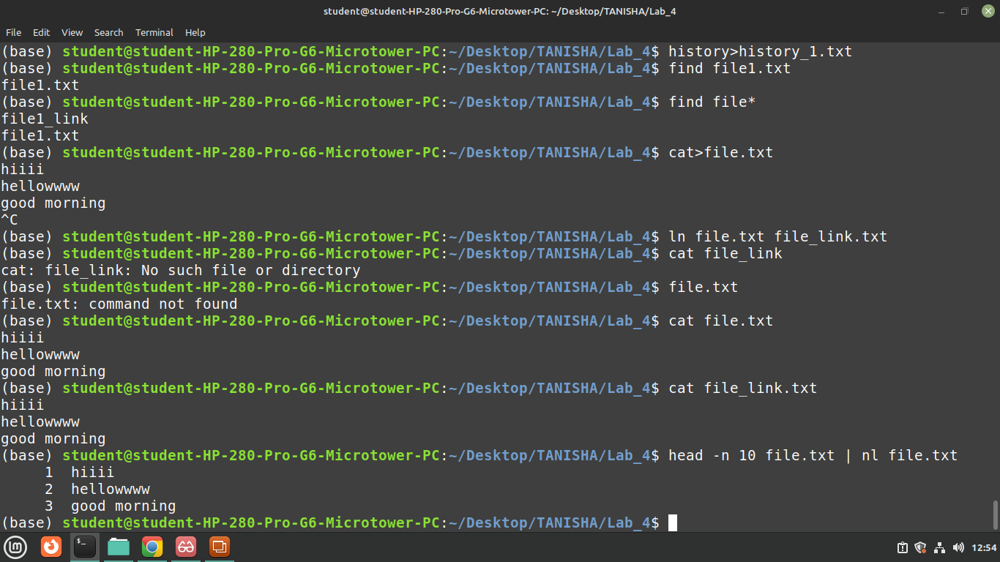 student@student-HP-280-Pro-G6-Microtower-PC: ~/Desktop/TANISHA/Lab_4
File Edit View Search Terminal Help
(base) student@student-HP-280-Pro-G6-Microtower-PC:~/Desktop/TANISHA/Lab_4$ history>history_1.txt
(base) student@student-HP-280-Pro-G6-Microtower-PC:~/Desktop/TANISHA/Lab_4$ find file1.txt
file1.txt
(base) student@student-HP-280-Pro-G6-Microtower-PC:~/Desktop/TANISHA/Lab_4$ find file*
file1_link
file1.txt
(base) student@student-HP-280-Pro-G6-Microtower-PC:~/Desktop/TANISHA/Lab_4$ cat>file.txt
hiiii
hellowwww
good morning
^C
(base) student@student-HP-280-Pro-G6-Microtower-PC:~/Desktop/TANISHA/Lab_4$ ln file.txt file_link.txt
(base) student@student-HP-280-Pro-G6-Microtower-PC:~/Desktop/TANISHA/Lab_4$ cat file_link
cat: file_link: No such file or directory
(base) student@student-HP-280-Pro-G6-Microtower-PC:~/Desktop/TANISHA/Lab_4$ file.txt
file.txt: command not found
(base) student@student-HP-280-Pro-G6-Microtower-PC:~/Desktop/TANISHA/Lab_4$ cat file.txt
hiiii
hellowwww
good morning
(base) student@student-HP-280-Pro-G6-Microtower-PC:~/Desktop/TANISHA/Lab_4$ cat file_link.txt
hiiii
hellowwww
good morning
(base) student@student-HP-280-Pro-G6-Microtower-PC:~/Desktop/TANISHA/Lab_4$ head -n 10 file.txt | nl file.txt
1 hiiii
2 hellowwww
3 good morning
(base) student@student-HP-280-Pro-G6-Microtower-PC:~/Desktop/TANISHA/Lab_4$
12:54